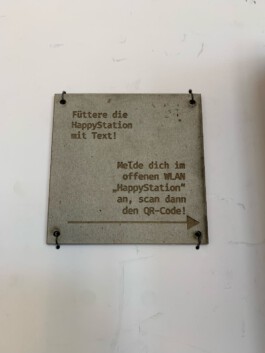 Füttere die
HappyStation
mit Text!
Melde dich im
offenen WLAN
„HappyStation“
an, scan dann
den QR-Code!